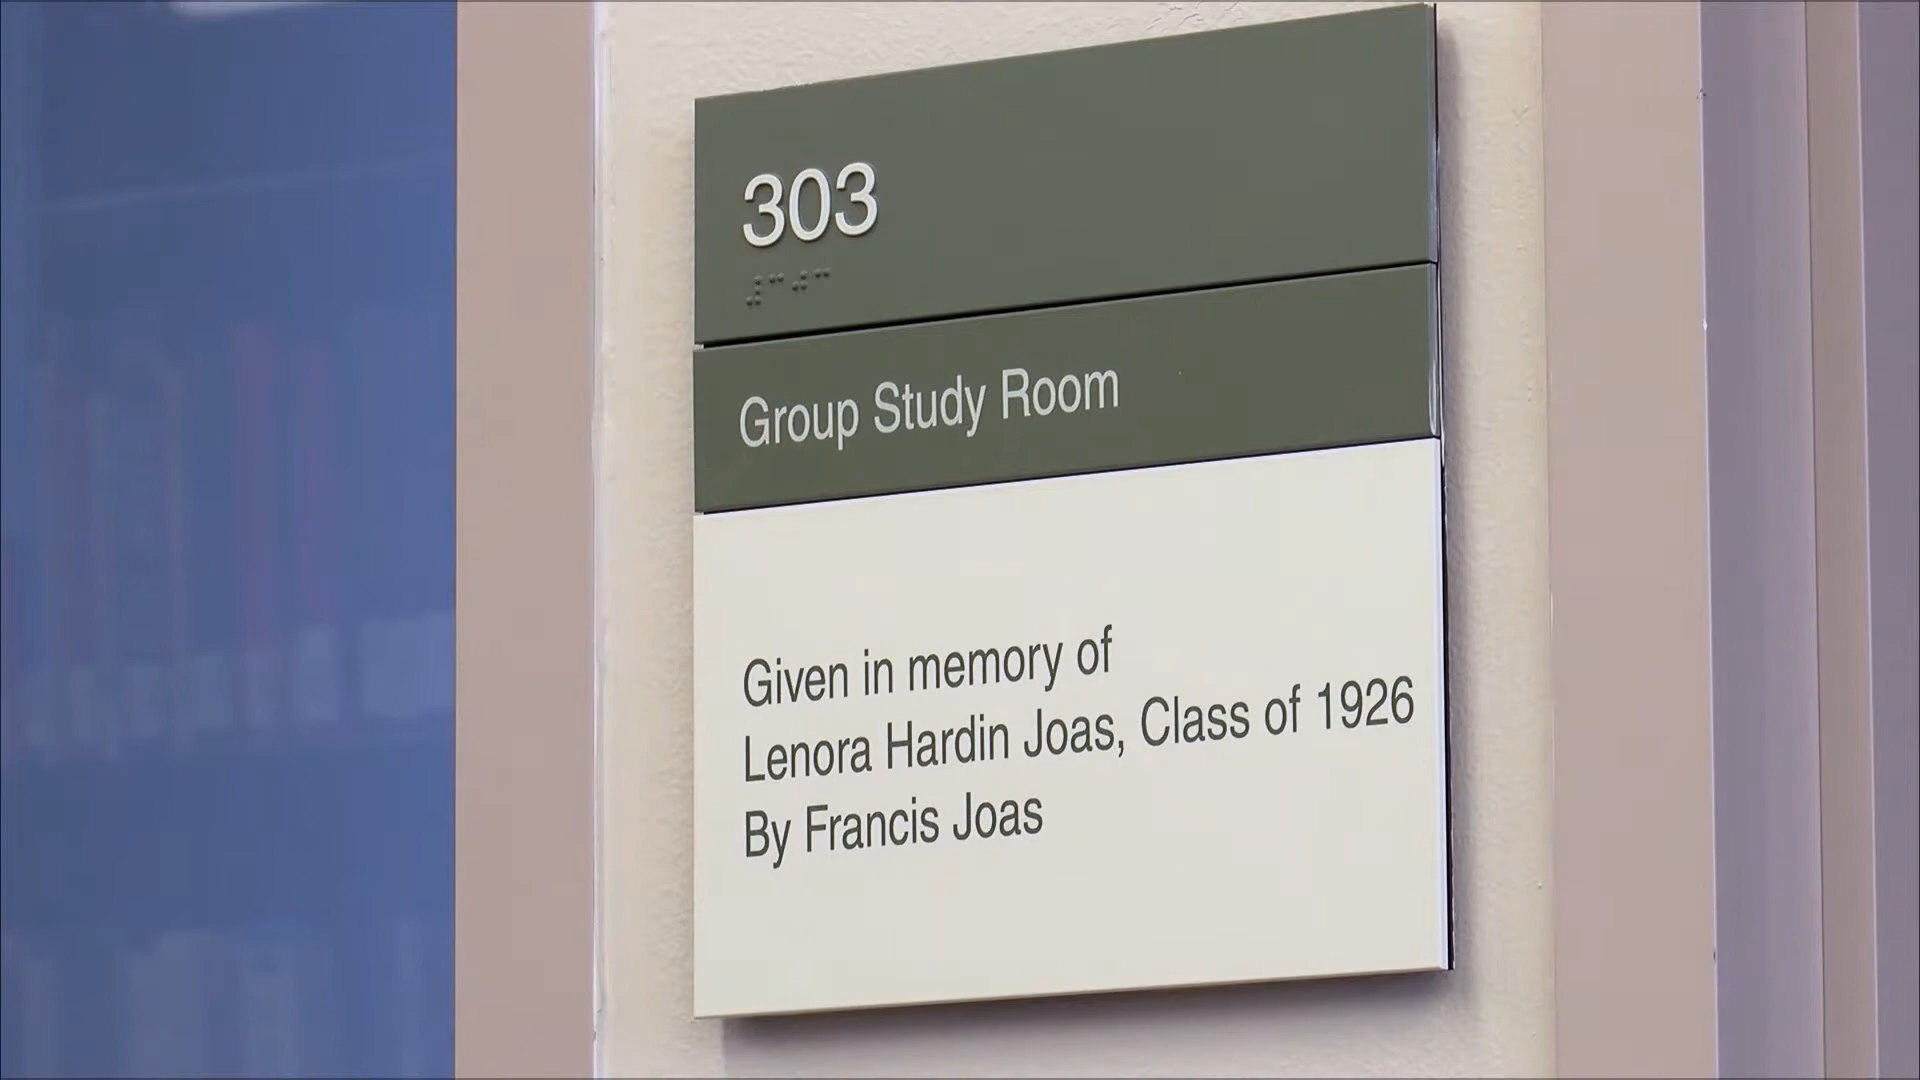 303
⠼⠉⠚⠉
Group Study Room
Given in memory of
Lenora Hardin Joas, Class of 1926
By Francis Joas